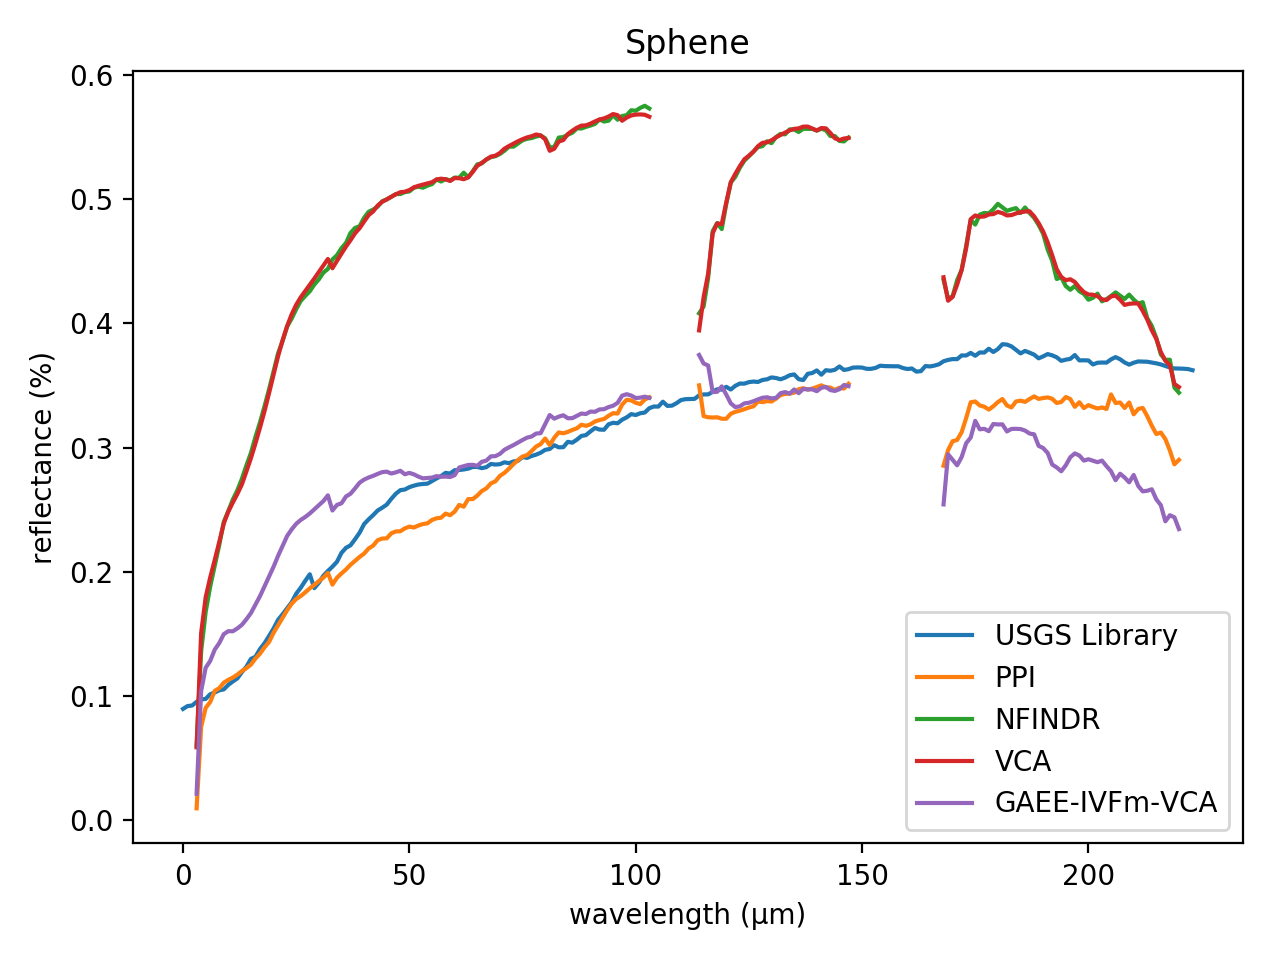 Sphene
0.6
0.5
0.4
0.3
0.2
0.1
0.0
reflectance (%)
0
50
100
150
200
wavelength (μm)
USGS Library
PPI
NFINDR
VCA
GAEE-IVFm-VCA